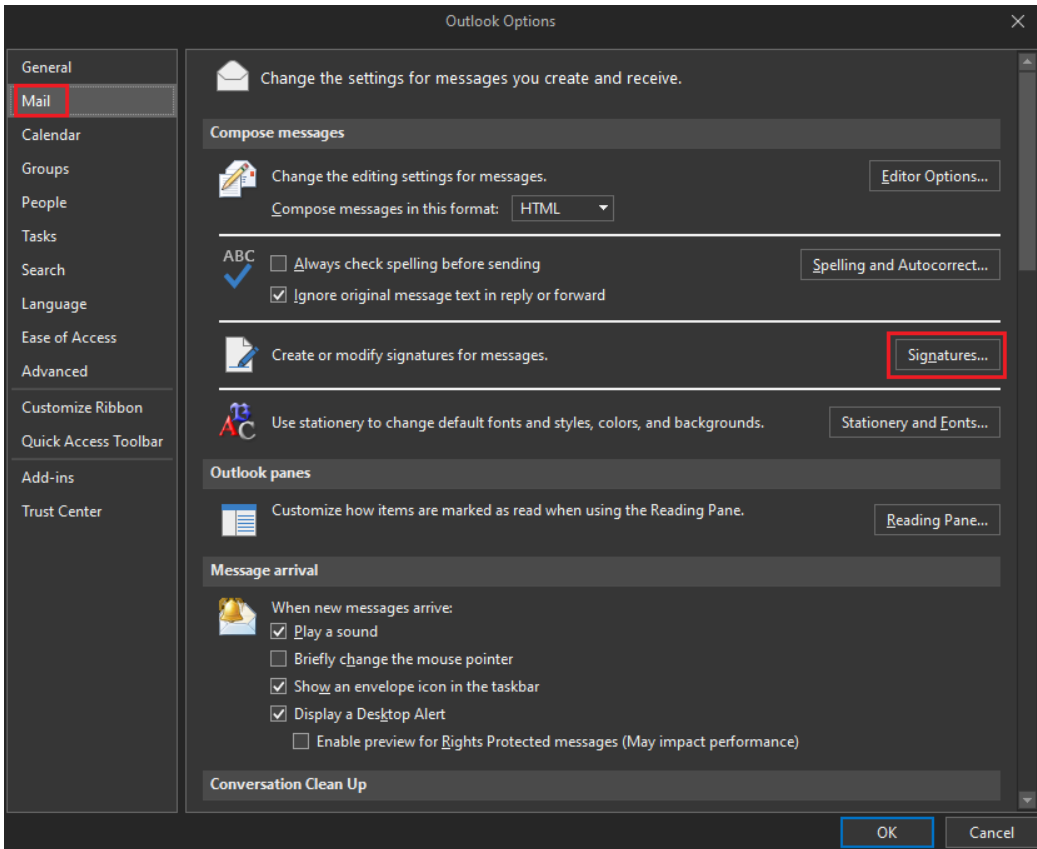 Outlook Options
General
Mail
Calendar
Groups
People
Tasks
Search
Language
Ease of Access
Advanced
Customize Ribbon
Quick Access Toolbar
Add-ins
Trust Center
Change the settings for messages you create and receive.
Compose messages
Change the editing settings for messages.
Editor Options...
Compose messages in this format: HTML
ABC
Always check spelling before sending
Spelling and Autocorrect...
Ignore original message text in reply or forward
Create or modify signatures for messages.
Signatures...
Use stationery to change default fonts and styles, colors, and backgrounds.
Stationery and Fonts...
Outlook panes
Customize how items are marked as read when using the Reading Pane.
Reading Pane...
Message arrival
When new messages arrive:
Play a sound
Briefly change the mouse pointer
Show an envelope icon in the taskbar
Display a Desktop Alert
Enable preview for Rights Protected messages (May impact performance)
Conversation Clean Up
OK
Cancel